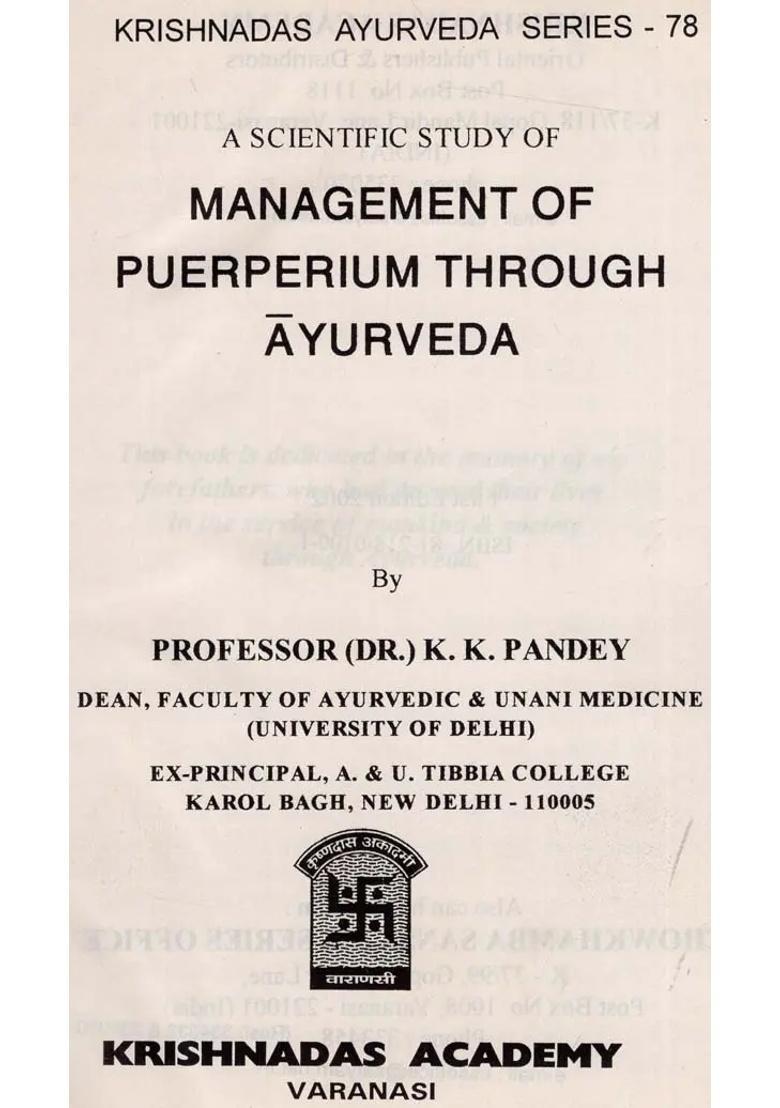 KRISHNADAS AYURVEDA SERIES - 78
A SCIENTIFIC STUDY OF
MANAGEMENT OF
PUERPERIUM THROUGH
ĀYURVEDA
By
PROFESSOR (DR.) K. K. PANDEY
DEAN, FACULTY OF AYURVEDIC & UNANI MEDICINE
(UNIVERSITY OF DELHI)
EX-PRINCIPAL, A. & U. TIBBIA COLLEGE
KAROL BAGH, NEW DELHI - 110005
कृष्णदास अकादमी
वाराणसी
KRISHNADAS ACADEMY
VARANASI